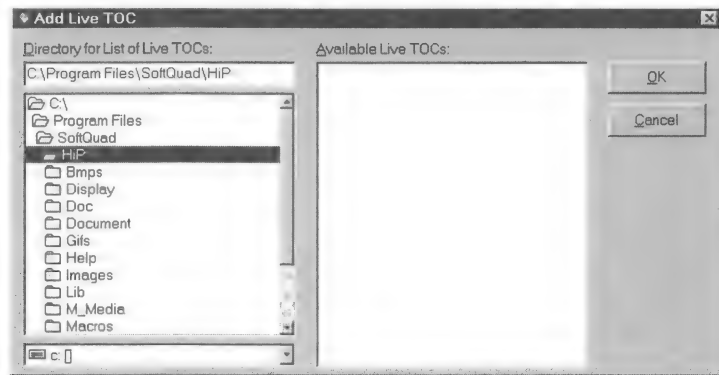 Add Live TOC
Directory for List of Live TOCs:
C:\Program Files\SoftQuad\HiP
C:\
Program Files
SoftQuad
HiP
Bmps
Display
Doc
Document
Gifs
Help
Images
Lib
M_Media
Macros
c: []
Available Live TOCs:
OK
Cancel